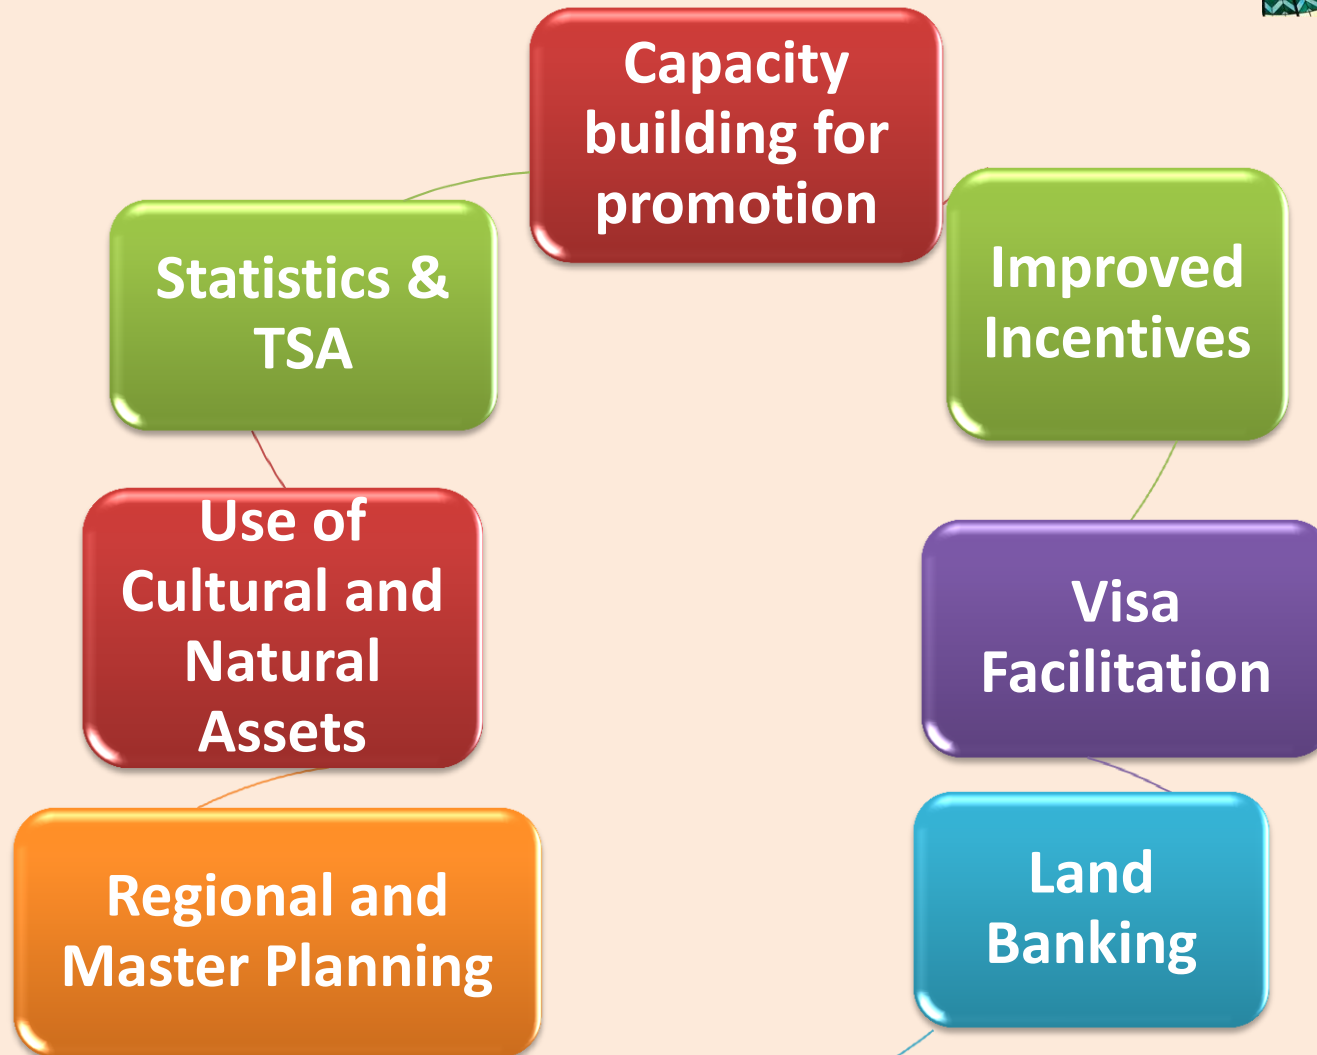 Capacity
building for
promotion
Improved
Incentives
Visa
Facilitation
Land
Banking
Regional and
Master Planning
Use of
Cultural and
Natural
Assets
Statistics &
TSA